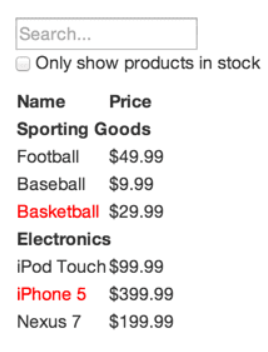 Search...
Only show products in stock
Name Price
Sporting Goods
Football $49.99
Baseball $9.99
Basketball $29.99
Electronics
iPod Touch $99.99
iPhone 5 $399.99
Nexus 7 $199.99